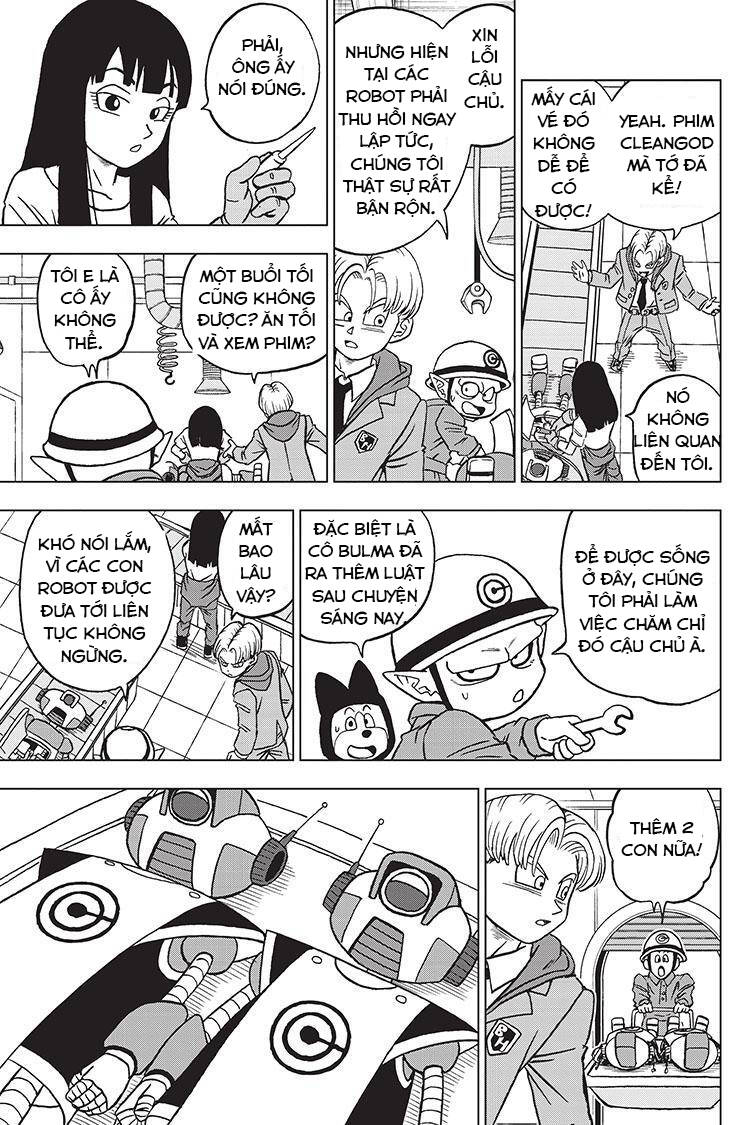 YEAH. PHIM
CLEANGOD
MÀ TỚ ĐÃ
KỂ!
MẤY CÁI
VÉ ĐÓ
KHÔNG
DỄ ĐỂ
CÓ
ĐƯỢC!
NÓ
KHÔNG
LIÊN QUAN
ĐẾN TÔI.
XIN
LỖI
CẬU
CHỦ.
NHƯNG HIỆN
TẠI CÁC
ROBOT PHẢI
THU HỒI NGAY
LẬP TỨC,
CHÚNG TÔI
THẬT SỰ RẤT
BẬN RỘN.
PHẢI,
ÔNG ẤY
NÓI ĐÚNG.
MỘT BUỔI TỐI
CŨNG KHÔNG
ĐƯỢC? ĂN TỐI
VÀ XEM PHIM?
TÔI E LÀ
CÔ ẤY
KHÔNG
THỂ.
ĐỂ ĐƯỢC SỐNG
Ở ĐÂY, CHÚNG
TÔI PHẢI LÀM
VIỆC CHĂM CHỈ
ĐÓ CẬU CHỦ À.
ĐẶC BIỆT LÀ
CÔ BULMA ĐÃ
RA THÊM LUẬT
SAU CHUYỆN
SÁNG NAY.
MẤT
BAO
LÂU
VẬY?
KHÓ NÓI LẮM,
VÌ CÁC CON
ROBOT ĐƯỢC
ĐƯA TỚI LIÊN
TỤC KHÔNG
NGỪNG.
THÊM 2
CON NỮA!